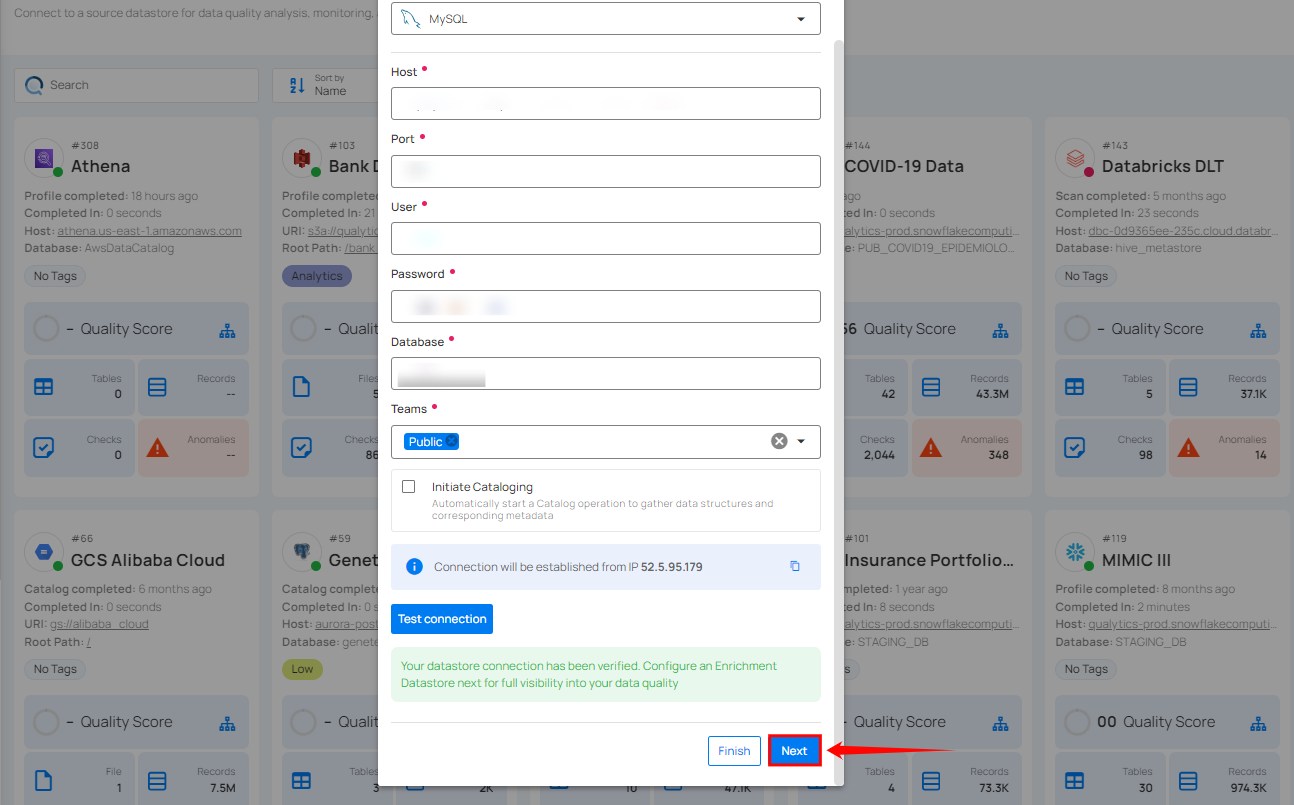 Connect to a source datastore for data quality analysis, monitoring,
MySQL
Search
Sort by
Name
Host
Port
User
Password
Database
Teams
Public
Initiate Cataloging
Automatically start a Catalog operation to gather data structures and
corresponding metadata
Connection will be established from IP 52.5.95.179
Test connection
Your datastore connection has been verified. Configure an Enrichment
Datastore next for full visibility into your data quality
Finish
Next
#308
Athena
Profile completed: 18 hours ago
Completed In: 0 seconds
Host: athena.us-east-1.amazonaws.com
Database: AwsDataCatalog
No Tags
– Quality Score
Tables
0
Records
--
Checks
0
Anomalies
--
#103
Bank D
Profile completed:
Completed In: 21
URI: s3a://qualytic
Root Path: /bank.
Analytics
– Qualit
Files
5
Checks
86
#144
COVID-19 Data
ago
ed In: 0 seconds
alytics-prod.snowflakecomputi...
e: PUB_COVID19_EPIDEMIOLO...
66 Quality Score
Tables
42
Records
43.3M
Checks
2,044
Anomalies
348
#143
Databricks DLT
Scan completed: 5 months ago
Completed In: 23 seconds
Host: dbc-0d9365ee-235c.cloud.databr...
Database: hive_metastore
No Tags
– Quality Score
Tables
5
Records
37.1K
Checks
98
Anomalies
14
#66
GCS Alibaba Cloud
Catalog completed: 6 months ago
Completed In: 0 seconds
URI: gs://alibaba_cloud
Root Path: /
No Tags
– Quality Score
File
1
Records
7.5M
#59
Genet
Catalog complete
Completed In: 0 s
Host: aurora-post
Database: genete
Low
– Qualit
Tables
3
2K
10
47.1K
#101
Insurance Portfolio...
mpleted: 1 year ago
ed In: 8 seconds
alytics-prod.snowflakecomputi...
e: STAGING_DB
s
– Quality Score
Tables
4
Records
73.3K
#119
MIMIC III
Profile completed: 8 months ago
Completed In: 2 minutes
Host: qualytics-prod.snowflakecomputi...
Database: STAGING_DB
No Tags
00 Quality Score
Tables
30
Records
974.3K